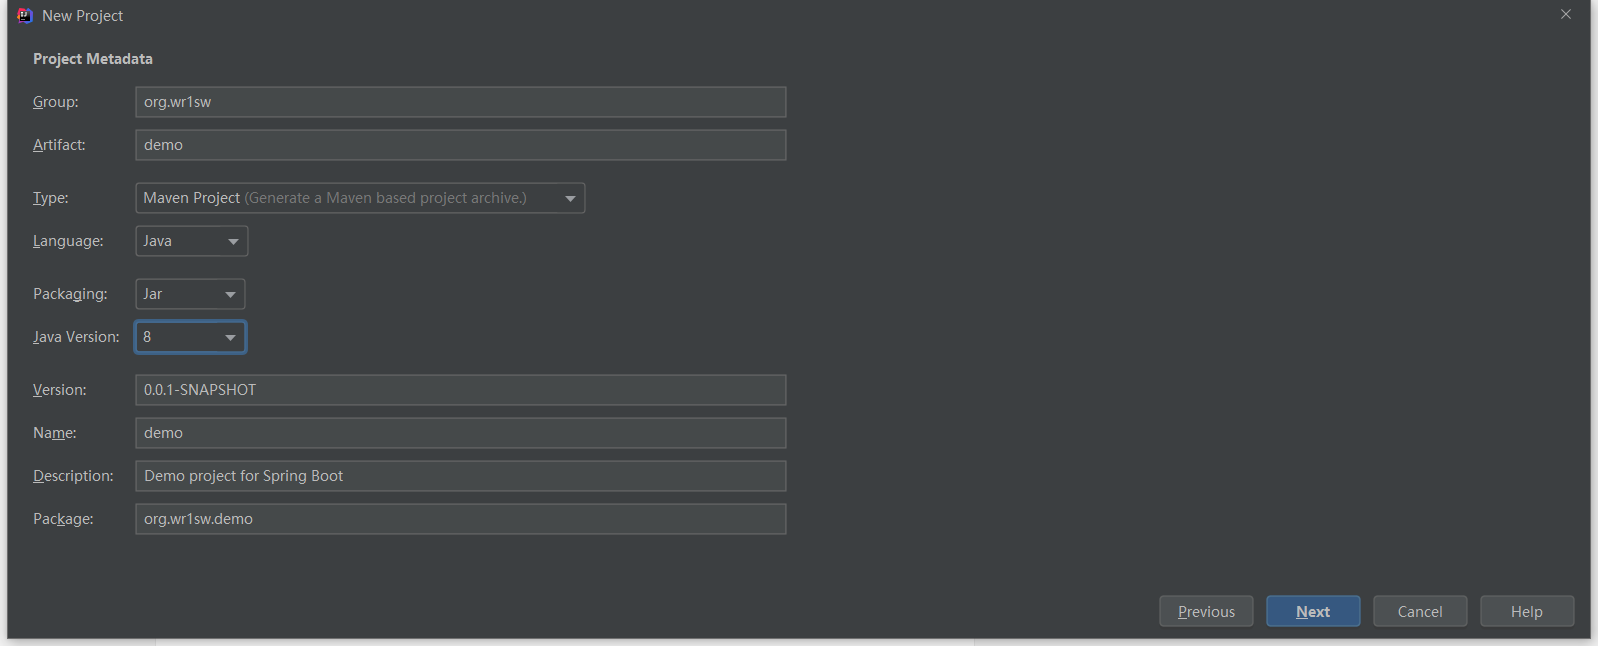 New Project
Project Metadata
Group: org.wr1sw
Artifact: demo
Type: Maven Project (Generate a Maven based project archive.)
Language: Java
Packaging: Jar
Java Version: 8
Version: 0.0.1-SNAPSHOT
Name: demo
Description: Demo project for Spring Boot
Package: org.wr1sw.demo
Previous Next Cancel Help